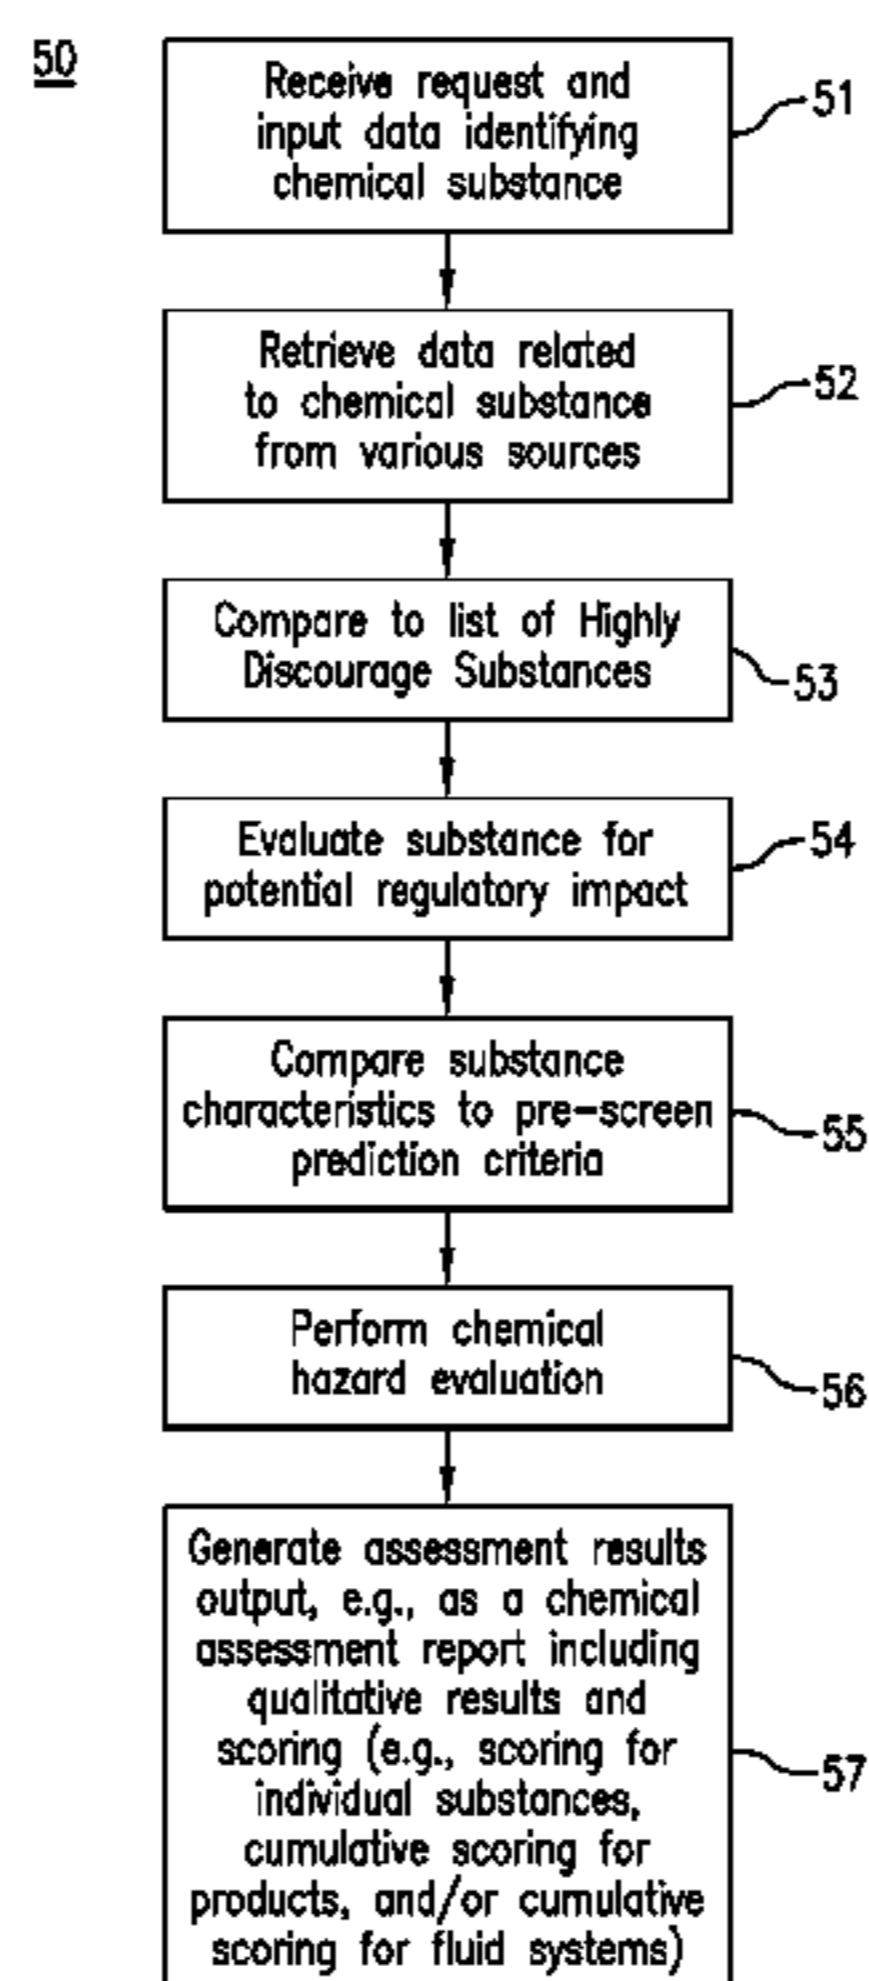 50
Receive request and
input data identifying
chemical substance
51
Retrieve data related
to chemical substance
from various sources
52
Compare to list of Highly
Discourage Substances
53
Evaluate substance for
potential regulatory impact
54
Compare substance
characteristics to pre-screen
prediction criteria
55
Perform chemical
hazard evaluation
56
Generate assessment results
output, e.g., as a chemical
assessment report including
qualitative results and
scoring (e.g., scoring for
individual substances,
cumulative scoring for
products, and/or cumulative
scoring for fluid systems)
57